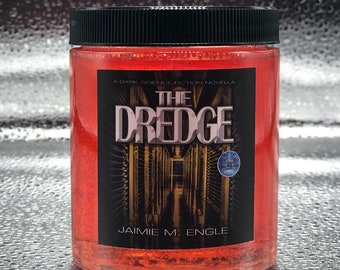 A DARK SCIENCE FICTION NOVELLA
THE
DREDGE
JAIMIE M. ENGLE